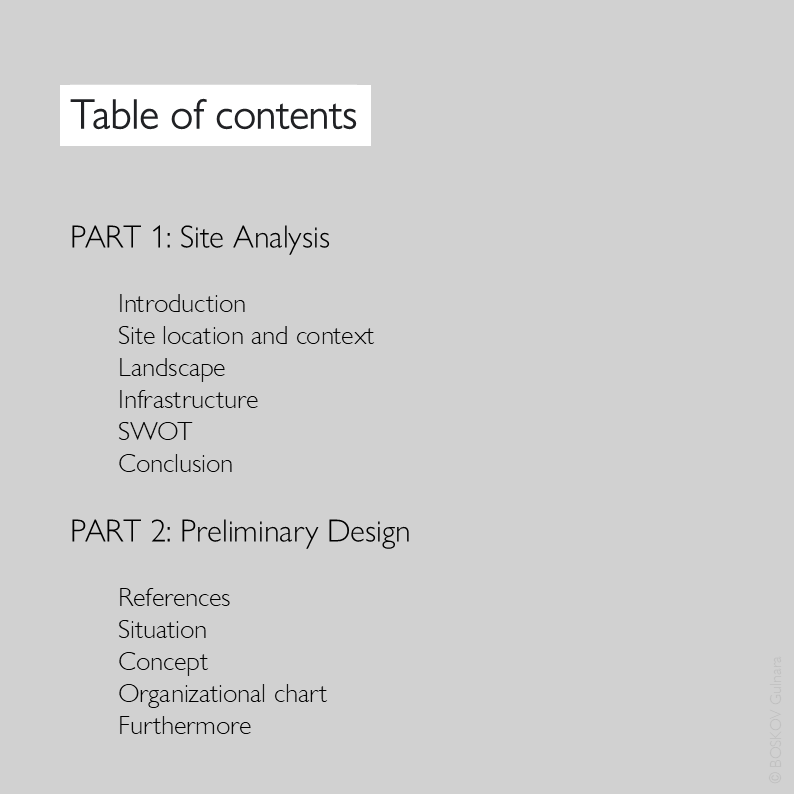 Table of contents
PART 1: Site Analysis
Introduction
Site location and context
Landscape
Infrastructure
SWOT
Conclusion
PART 2: Preliminary Design
References
Situation
Concept
Organizational chart
Furthermore
© BOSKOV Gulnara